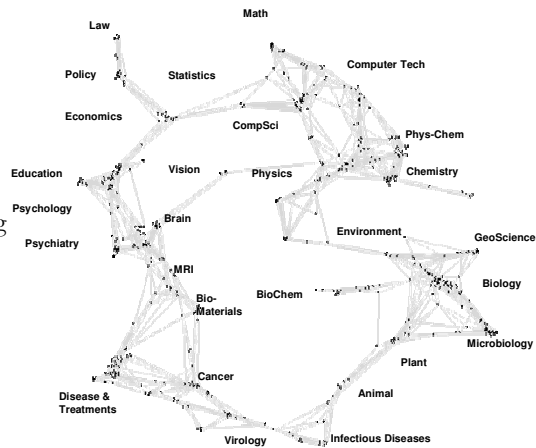 Math
Law
Computer Tech
Policy
Statistics
Economics
CompSci
Phys-Chem
Education
Vision
Physics
Chemistry
Psychology
Brain
g
Environment
GeoScience
Psychiatry
MRI
Biology
Bio-
Materials
BioChem
Microbiology
Plant
Cancer
Animal
Disease &
Treatments
Virology
Infectious Diseases